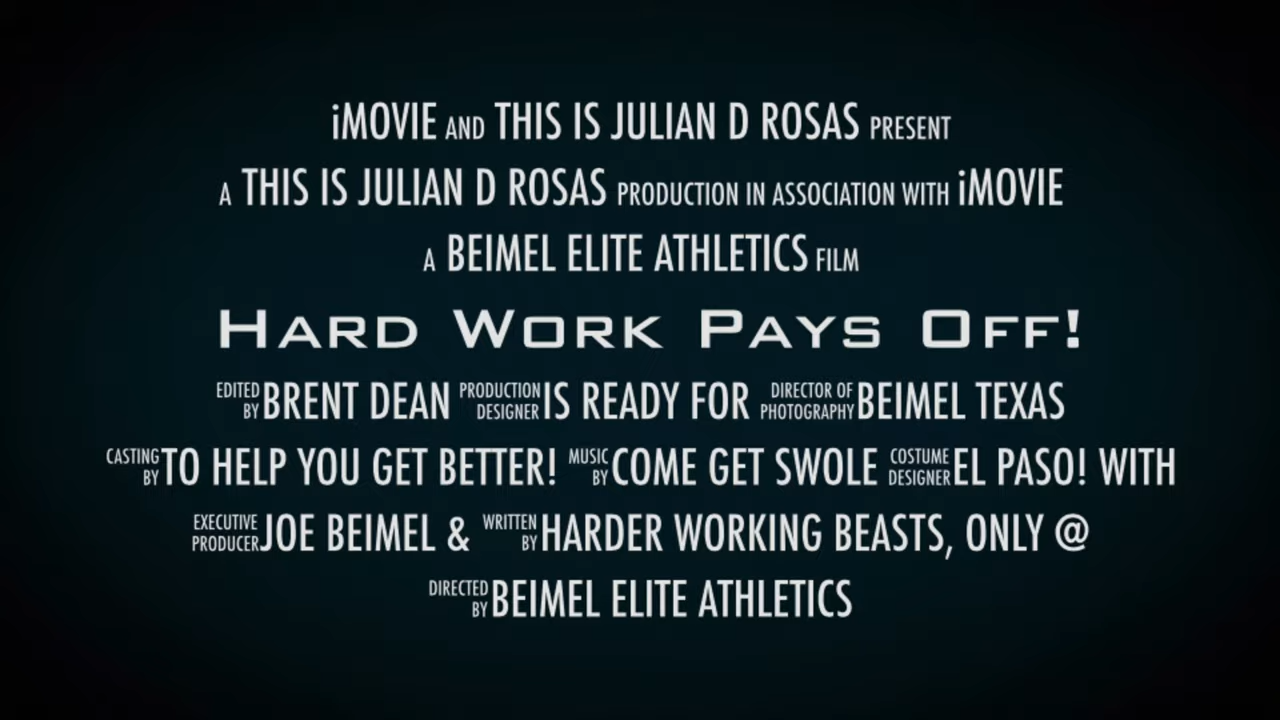 iMOVIE AND THIS IS JULIAN D ROSAS PRESENT
A THIS IS JULIAN D ROSAS PRODUCTION IN ASSOCIATION WITH iMOVIE
A BEIMEL ELITE ATHLETICS FILM
HARD WORK PAYS OFF!
EDITED BY BRENT DEAN PRODUCTION DESIGNER IS READY FOR DIRECTOR OF PHOTOGRAPHY BEIMEL TEXAS
CASTING BY TO HELP YOU GET BETTER! MUSIC BY COME GET SWOLE COSTUME DESIGNER EL PASO! WITH
EXECUTIVE PRODUCER JOE BEIMEL & WRITTEN BY HARDER WORKING BEASTS, ONLY @
DIRECTED BY BEIMEL ELITE ATHLETICS